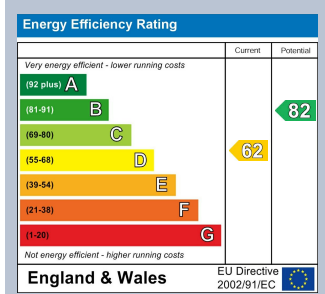 Energy Efficiency Rating
Current Potential
Very energy efficient - lower running costs
(92 plus) A
(81-91) B
82
(69-80) C
(55-68) D
62
(39-54) E
(21-38) F
(1-20) G
Not energy efficient - higher running costs
England & Wales
EU Directive
2002/91/EC